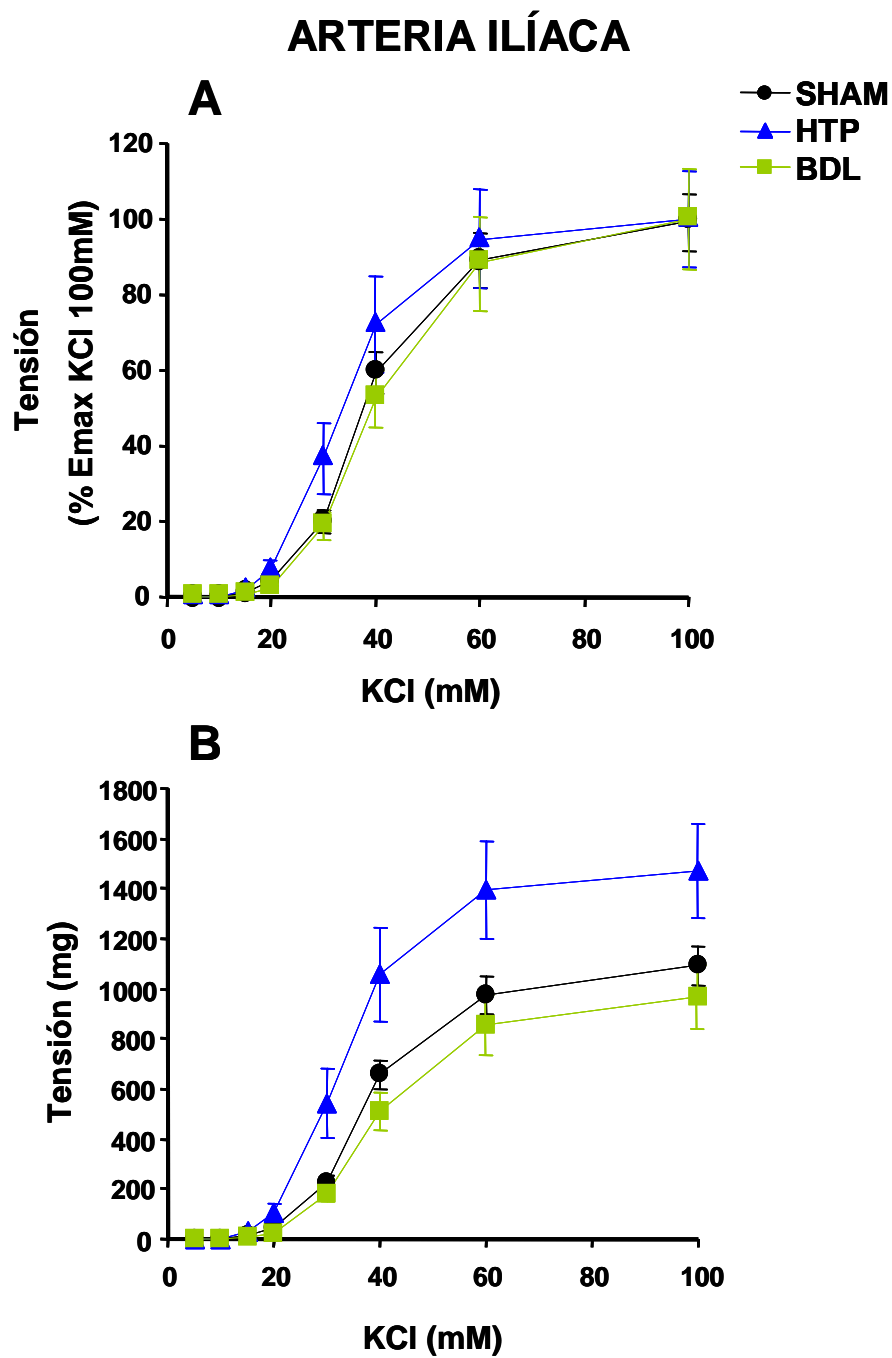 ARTERIA ILÍACA
A
SHAM
HTP
BDL
120
100
80
60
40
20
0
Tensión
(% Emax KCl 100mM)
0 20 40 60 80 100
KCl (mM)
B
1800
1600
1400
1200
1000
800
600
400
200
0
Tensión (mg)
0 20 40 60 80 100
KCl (mM)